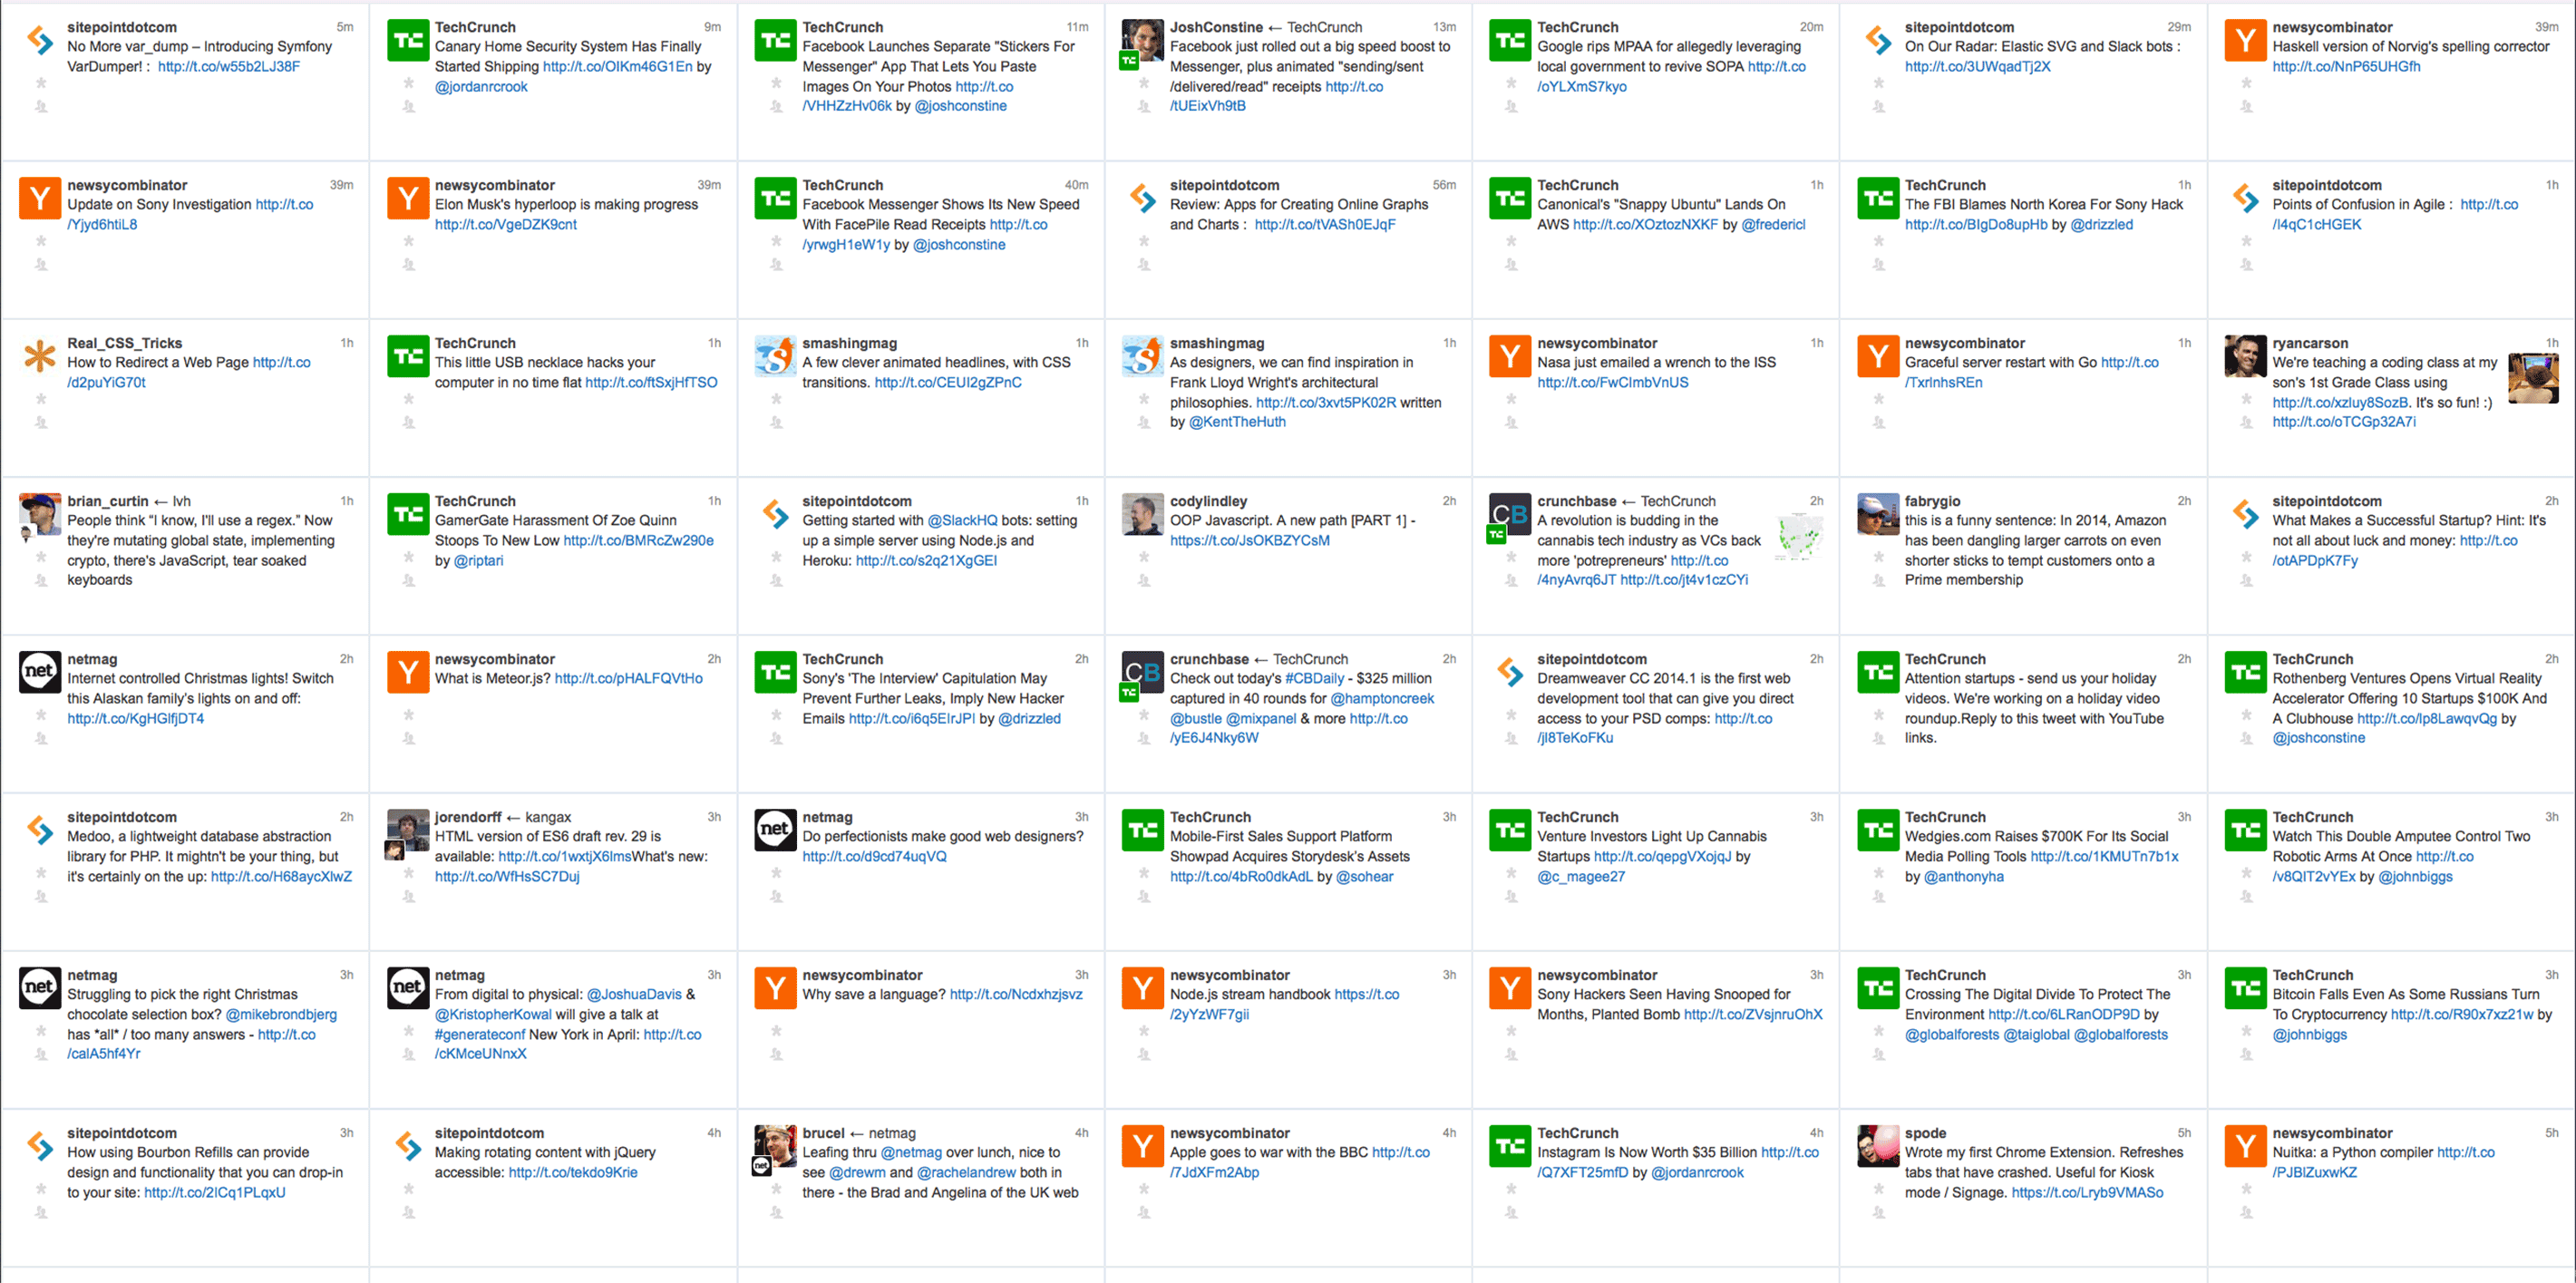 sitepointdotcom 5m
No More var_dump – Introducing Symfony
VarDumper! : http://t.co/w55b2LJ38F
TechCrunch 9m
Canary Home Security System Has Finally
Started Shipping http://t.co/OIKm46G1En by
@jordanrcrook
TechCrunch 11m
Facebook Launches Separate "Stickers For
Messenger" App That Lets You Paste
Images On Your Photos http://t.co
/VHHZzHv06k by @joshconstine
JoshConstine ← TechCrunch 13m
Facebook just rolled out a big speed boost to
Messenger, plus animated "sending/sent
/delivered/read" receipts http://t.co
/tUEixVh9tB
TechCrunch 20m
Google rips MPAA for allegedly leveraging
local government to revive SOPA http://t.co
/oYLXmS7kyo
sitepointdotcom 29m
On Our Radar: Elastic SVG and Slack bots :
http://t.co/3UWqadTj2X
newsycombinator 39m
Haskell version of Norvig's spelling corrector
http://t.co/NnP65UHGfh
newsycombinator 39m
Update on Sony Investigation http://t.co
/Yjyd6htiL8
newsycombinator 39m
Elon Musk's hyperloop is making progress
http://t.co/VgeDZK9cnt
TechCrunch 40m
Facebook Messenger Shows Its New Speed
With FacePile Read Receipts http://t.co
/yrwgH1eW1y by @joshconstine
sitepointdotcom 56m
Review: Apps for Creating Online Graphs
and Charts : http://t.co/tVASh0EJqF
TechCrunch 1h
Canonical's "Snappy Ubuntu" Lands On
AWS http://t.co/XOztozNXKF by @fredericl
TechCrunch 1h
The FBI Blames North Korea For Sony Hack
http://t.co/BIgDo8upHb by @drizzled
sitepointdotcom 1h
Points of Confusion in Agile : http://t.co
/l4qC1cHGEK
Real_CSS_Tricks 1h
How to Redirect a Web Page http://t.co
/d2puYiG70t
TechCrunch 1h
This little USB necklace hacks your
computer in no time flat http://t.co/ftSxjHfTSO
smashingmag 1h
A few clever animated headlines, with CSS
transitions. http://t.co/CEUI2gZPnC
smashingmag 1h
As designers, we can find inspiration in
Frank Lloyd Wright's architectural
philosophies. http://t.co/3xvt5PK02R written
by @KentTheHuth
newsycombinator 1h
Nasa just emailed a wrench to the ISS
http://t.co/FwCImbVnUS
newsycombinator 1h
Graceful server restart with Go http://t.co
/TxrInhsREn
ryancarson 1h
We're teaching a coding class at my
son's 1st Grade Class using
http://t.co/xzluy8SozB. It's so fun! :)
http://t.co/oTCGp32A7i
brian_curtin ← lvh 1h
People think “I know, I'll use a regex.” Now
they're mutating global state, implementing
crypto, there's JavaScript, tear soaked
keyboards
TechCrunch 1h
GamerGate Harassment Of Zoe Quinn
Stoops To New Low http://t.co/BMRcZw290e
by @riptari
sitepointdotcom 1h
Getting started with @SlackHQ bots: setting
up a simple server using Node.js and
Heroku: http://t.co/s2q21XgGEI
codylindley 2h
OOP Javascript. A new path [PART 1] -
https://t.co/JsOKBZYCsM
crunchbase ← TechCrunch 2h
A revolution is budding in the
cannabis tech industry as VCs back
more 'potrepreneurs' http://t.co
/4nyAvrq6JT http://t.co/jt4v1czCYi
fabrygio 2h
this is a funny sentence: In 2014, Amazon
has been dangling larger carrots on even
shorter sticks to tempt customers onto a
Prime membership
sitepointdotcom 2h
What Makes a Successful Startup? Hint: It's
not all about luck and money: http://t.co
/otAPDpK7Fy
netmag 2h
Internet controlled Christmas lights! Switch
this Alaskan family's lights on and off:
http://t.co/KgHGIfjDT4
newsycombinator 2h
What is Meteor.js? http://t.co/pHALFQVtHo
TechCrunch 2h
Sony's 'The Interview' Capitulation May
Prevent Further Leaks, Imply New Hacker
Emails http://t.co/i6q5EIrJPI by @drizzled
crunchbase ← TechCrunch 2h
Check out today's #CBDaily - $325 million
captured in 40 rounds for @hamptoncreek
@bustle @mixpanel & more http://t.co
/yE6J4Nky6W
sitepointdotcom 2h
Dreamweaver CC 2014.1 is the first web
development tool that can give you direct
access to your PSD comps: http://t.co
/jl8TeKoFKu
TechCrunch 2h
Attention startups - send us your holiday
videos. We're working on a holiday video
roundup.Reply to this tweet with YouTube
links.
TechCrunch 2h
Rothenberg Ventures Opens Virtual Reality
Accelerator Offering 10 Startups $100K And
A Clubhouse http://t.co/Ip8LawqvQg by
@joshconstine
sitepointdotcom 2h
Medoo, a lightweight database abstraction
library for PHP. It mightn't be your thing, but
it's certainly on the up: http://t.co/H68aycXlwZ
jorendorff ← kangax 3h
HTML version of ES6 draft rev. 29 is
available: http://t.co/1wxtjX6ImsWhat's new:
http://t.co/WfHsSC7Duj
netmag 3h
Do perfectionists make good web designers?
http://t.co/d9cd74uqVQ
TechCrunch 3h
Mobile-First Sales Support Platform
Showpad Acquires Storydesk's Assets
http://t.co/4bRo0dkAdL by @sohear
TechCrunch 3h
Venture Investors Light Up Cannabis
Startups http://t.co/qepgVXojqJ by
@c_magee27
TechCrunch 3h
Wedgies.com Raises $700K For Its Social
Media Polling Tools http://t.co/1KMUTn7b1x
by @anthonyha
TechCrunch 3h
Watch This Double Amputee Control Two
Robotic Arms At Once http://t.co
/v8QIT2vYEx by @johnbiggs
netmag 3h
Struggling to pick the right Christmas
chocolate selection box? @mikebrondbjerg
has *all* / too many answers - http://t.co
/calA5hf4Yr
netmag 3h
From digital to physical: @JoshuaDavis &
@KristopherKowal will give a talk at
#generateconf New York in April: http://t.co
/cKMceUNnxX
newsycombinator 3h
Why save a language? http://t.co/Ncdxhzjsvz
newsycombinator 3h
Node.js stream handbook https://t.co
/2yYzWF7gii
newsycombinator 3h
Sony Hackers Seen Having Snooped for
Months, Planted Bomb http://t.co/ZVsjnruOhX
TechCrunch 3h
Crossing The Digital Divide To Protect The
Environment http://t.co/6LRanODP9D by
@globalforests @taiglobal @globalforests
TechCrunch 3h
Bitcoin Falls Even As Some Russians Turn
To Cryptocurrency http://t.co/R90x7xz21w by
@johnbiggs
sitepointdotcom 3h
How using Bourbon Refills can provide
design and functionality that you can drop-in
to your site: http://t.co/2lCq1PLqxU
sitepointdotcom 4h
Making rotating content with jQuery
accessible: http://t.co/tekdo9Krie
brucel ← netmag 4h
Leafing thru @netmag over lunch, nice to
see @drewm and @rachelandrew both in
there - the Brad and Angelina of the UK web
newsycombinator 4h
Apple goes to war with the BBC http://t.co
/7JdXFm2Abp
TechCrunch 4h
Instagram Is Now Worth $35 Billion http://t.co
/Q7XFT25mfD by @jordanrcrook
spode 5h
Wrote my first Chrome Extension. Refreshes
tabs that have crashed. Useful for Kiosk
mode / Signage. https://t.co/Lryb9VMASo
newsycombinator 5h
Nuitka: a Python compiler http://t.co
/PJBlZuxwKZ